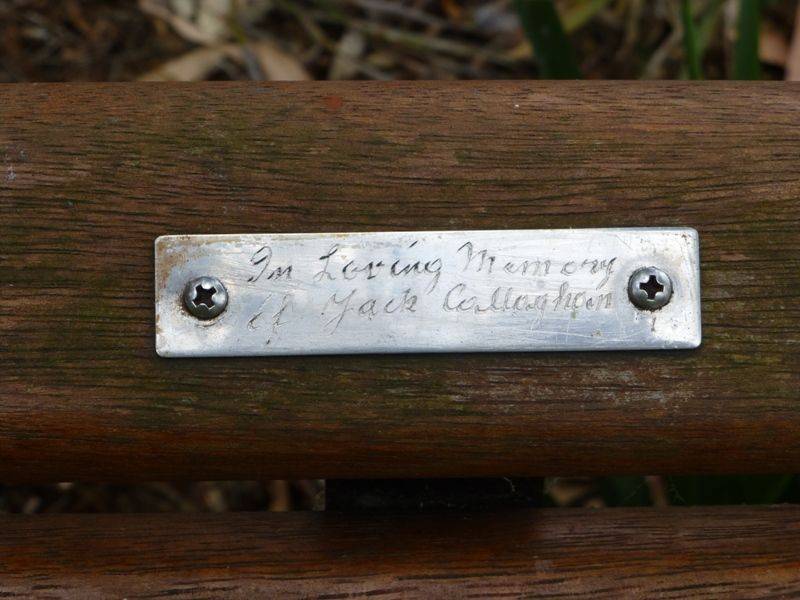 In Loving Memory
of Jack Callaghan